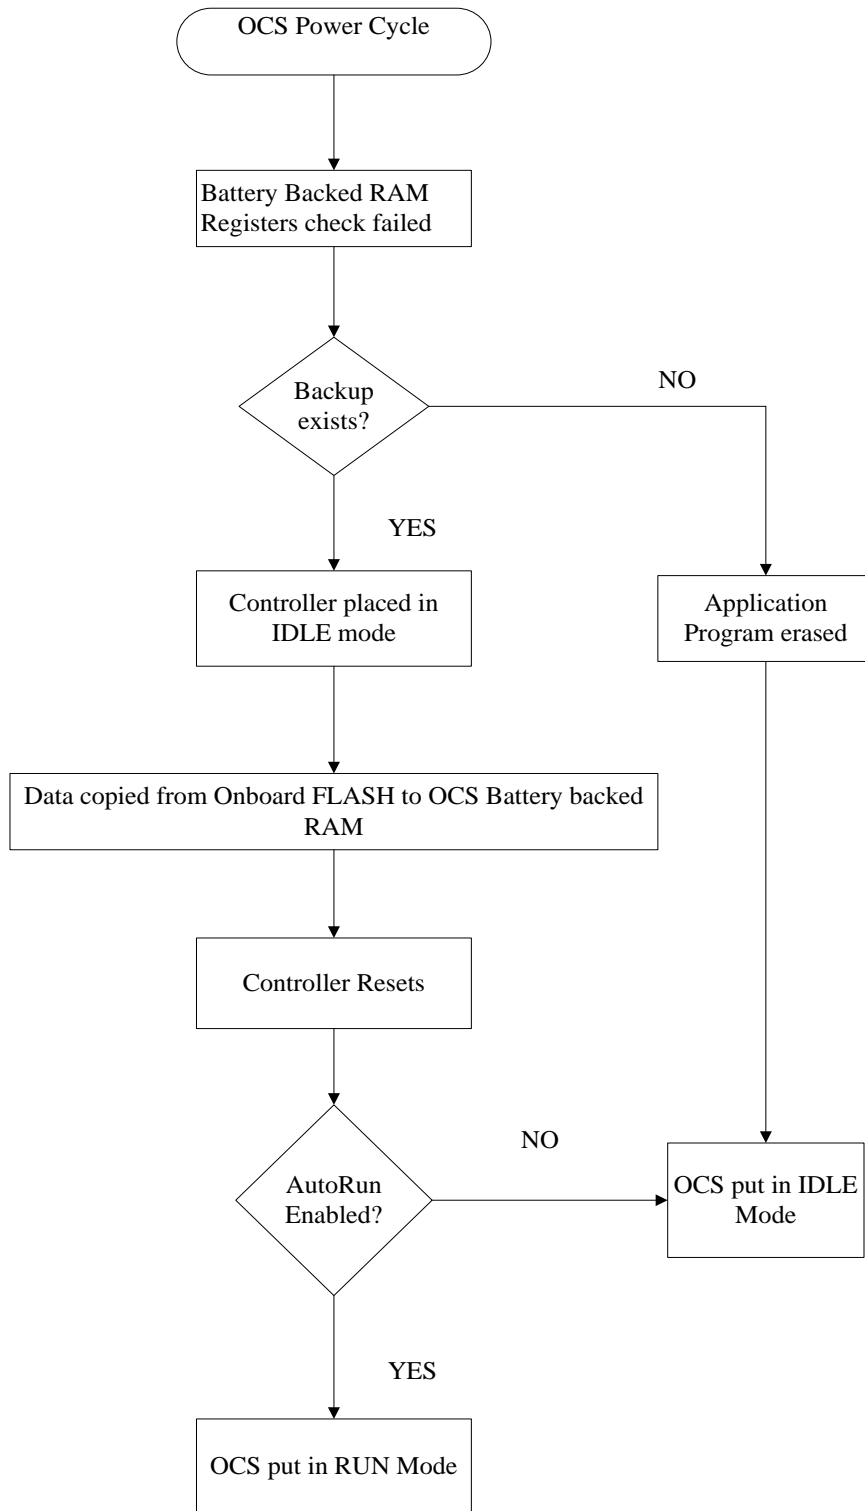 OCS Power Cycle
Battery Backed RAM
Registers check failed
Backup
exists?
NO
YES
Controller placed in
IDLE mode
Application
Program erased
Data copied from Onboard FLASH to OCS Battery backed
RAM
Controller Resets
AutoRun
Enabled?
NO
OCS put in IDLE
Mode
YES
OCS put in RUN Mode